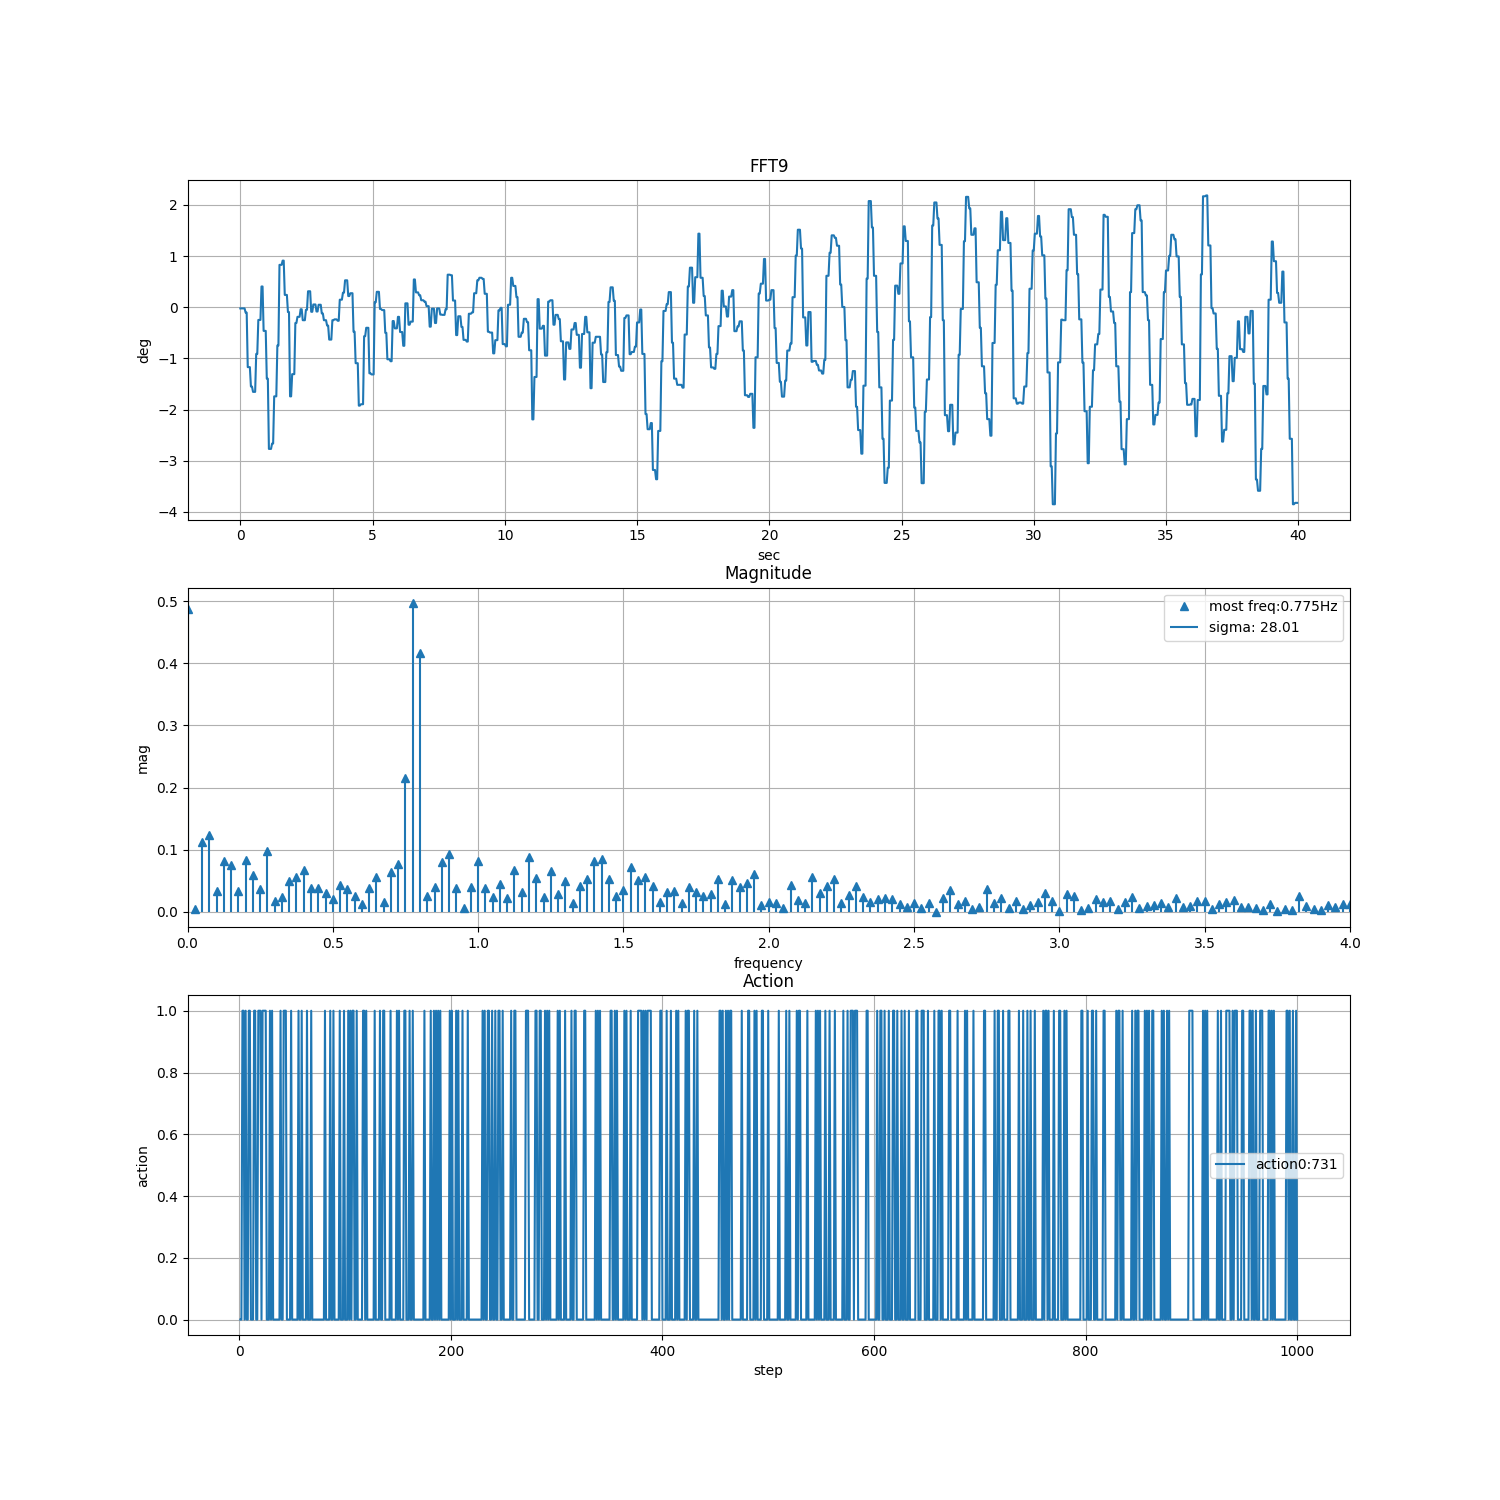 FFT9
2
1
0
−1
−2
−3
−4
deg
0 5 10 15 20 25 30 35 40
sec
Magnitude
0.5
0.4
0.3
0.2
0.1
0.0
mag
most freq:0.775Hz
sigma: 28.01
0.0 0.5 1.0 1.5 2.0 2.5 3.0 3.5 4.0
frequency
Action
1.0
0.8
0.6
0.4
0.2
0.0
action
action0:731
0 200 400 600 800 1000
step